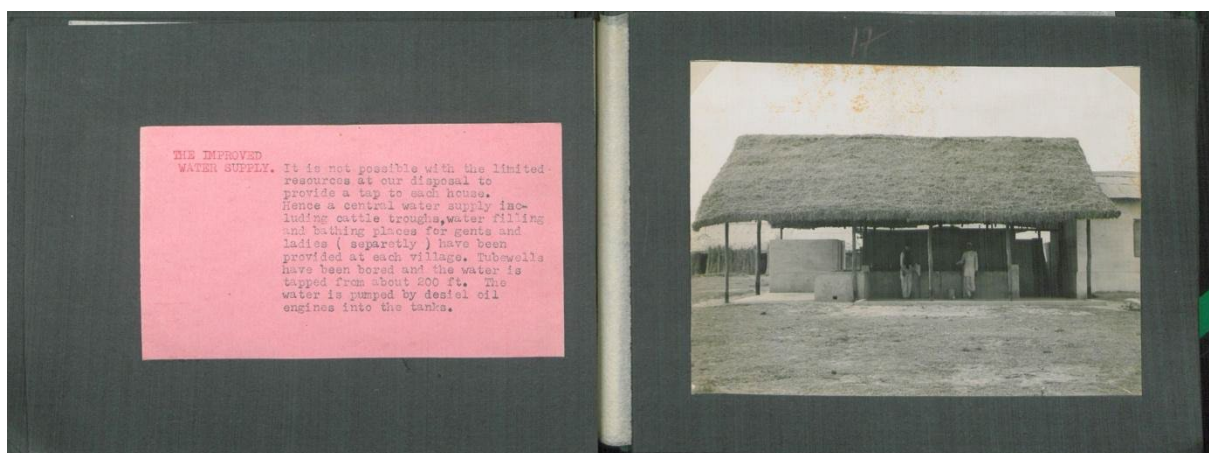 THE IMPROVED
WATER SUPPLY. It is not possible with the limited
resources at our disposal to
provide a tap to each house.
Hence a central water supply inc-
luding cattle troughs,water filling
and bathing places for gents and
ladies ( separetly ) have been
provided at each village. Tubewells
have been bored and the water is
tapped from about 200 ft. The
water is pumped by desiel oil
engines into the tanks.
17